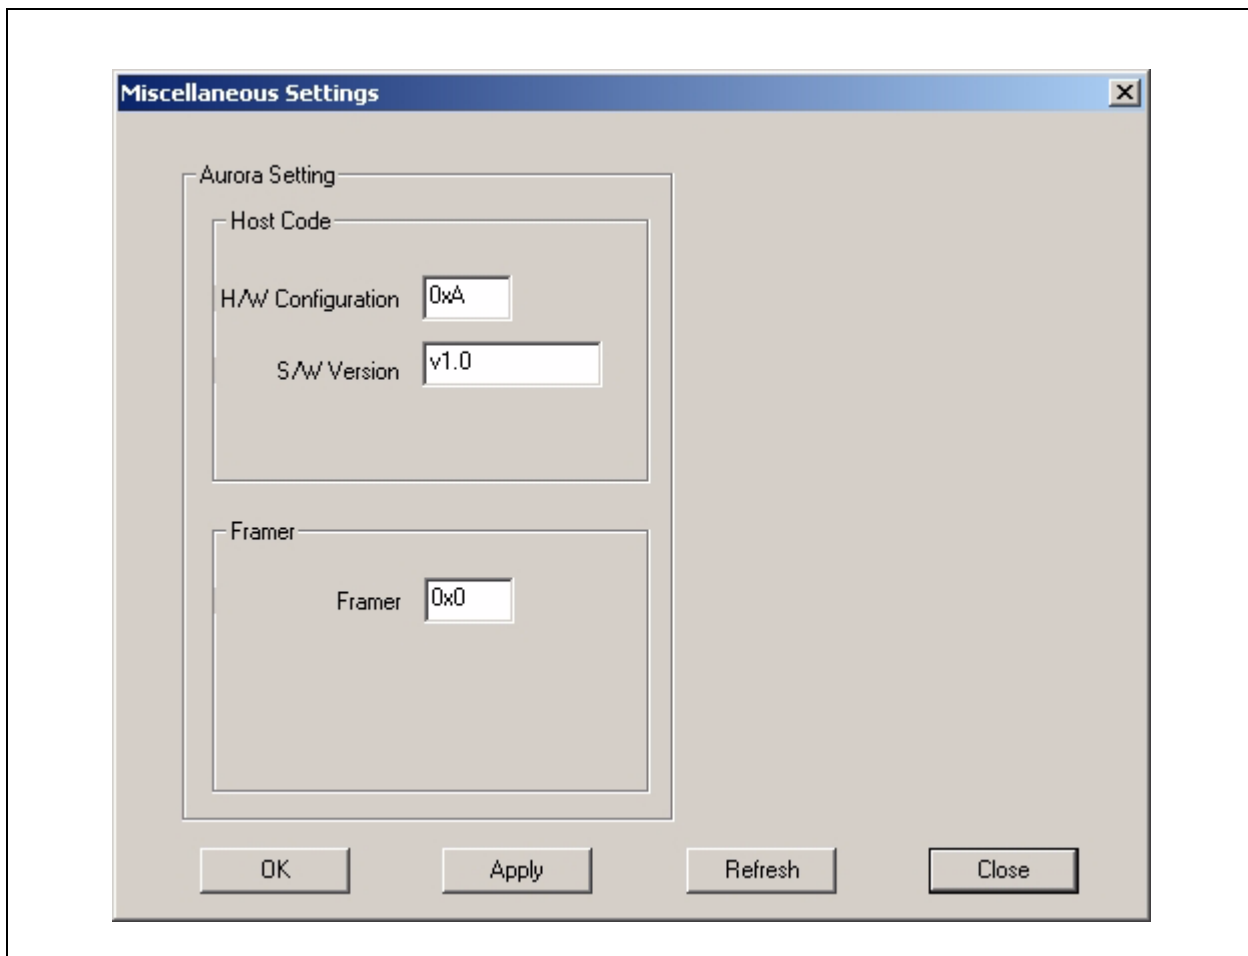 Miscellaneous Settings
Aurora Setting
Host Code
H/W Configuration 0xA
S/W Version v1.0
Framer
Framer 0x0
OK Apply Refresh Close